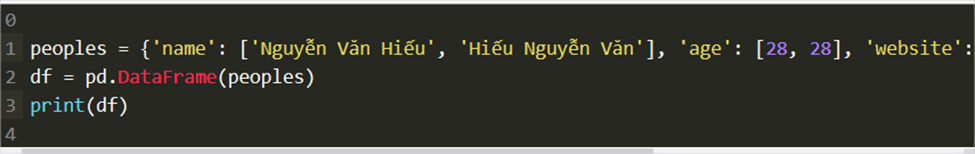 0
1 peoples = {'name': ['Nguyễn Văn Hiếu', 'Hiếu Nguyễn Văn'], 'age': [28, 28], 'website':
2 df = pd.DataFrame(peoples)
3 print(df)
4